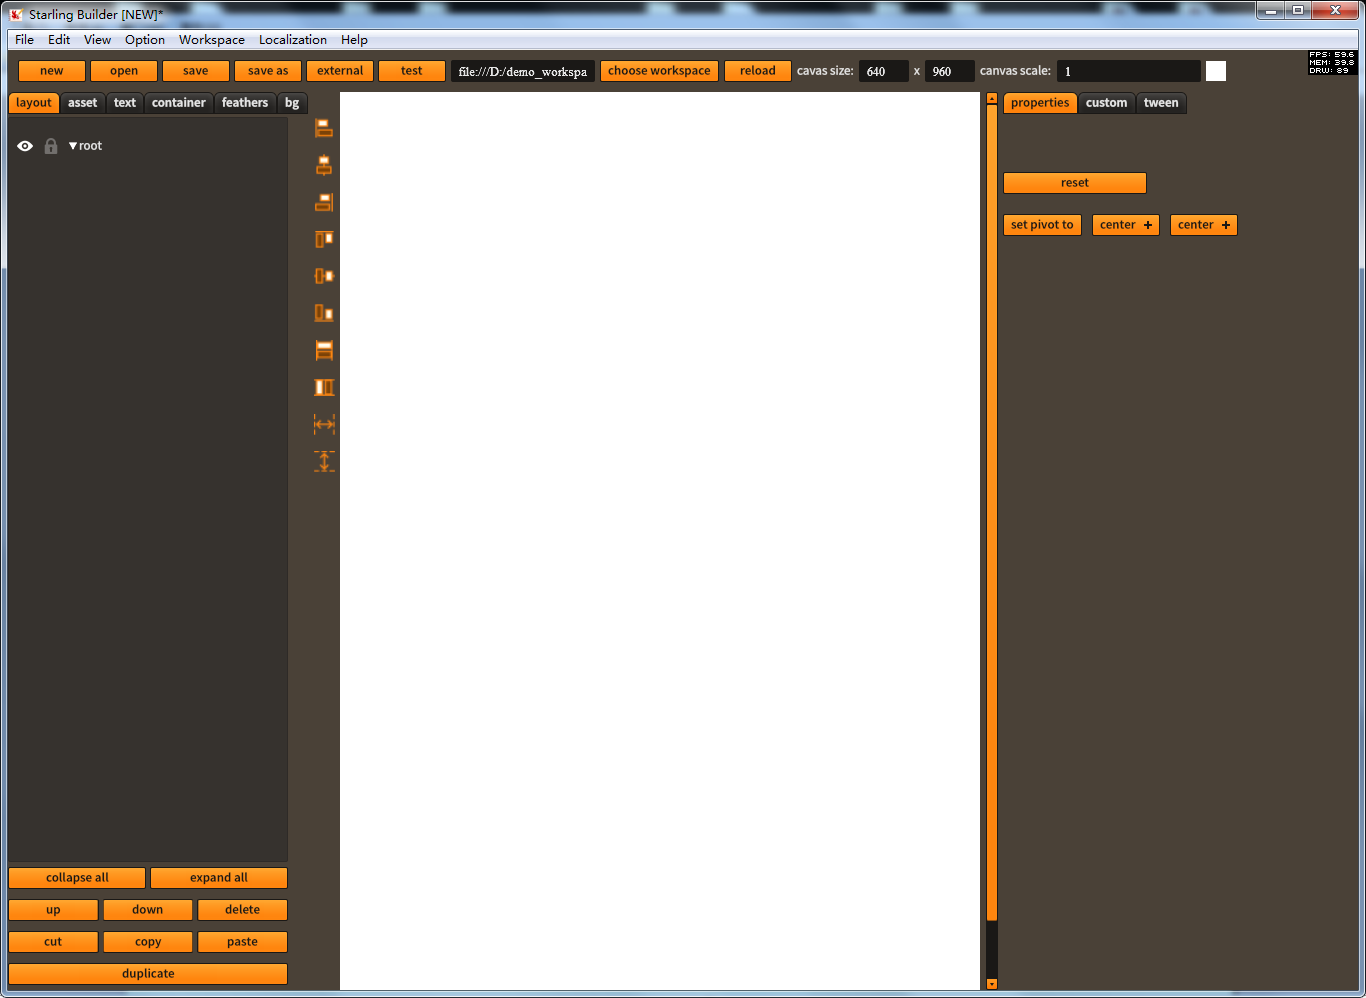 Starling Builder [NEW]*
File Edit View Option Workspace Localization Help
new open save save as external test file:///D:/demo_workspa choose workspace reload cavas size: 640 x 960 canvas scale: 1
FPS: 59.6
MEM: 39.8
DRW: 89
layout asset text container feathers bg
properties custom tween
▼root
reset
set pivot to center + center +
collapse all expand all
up down delete
cut copy paste
duplicate